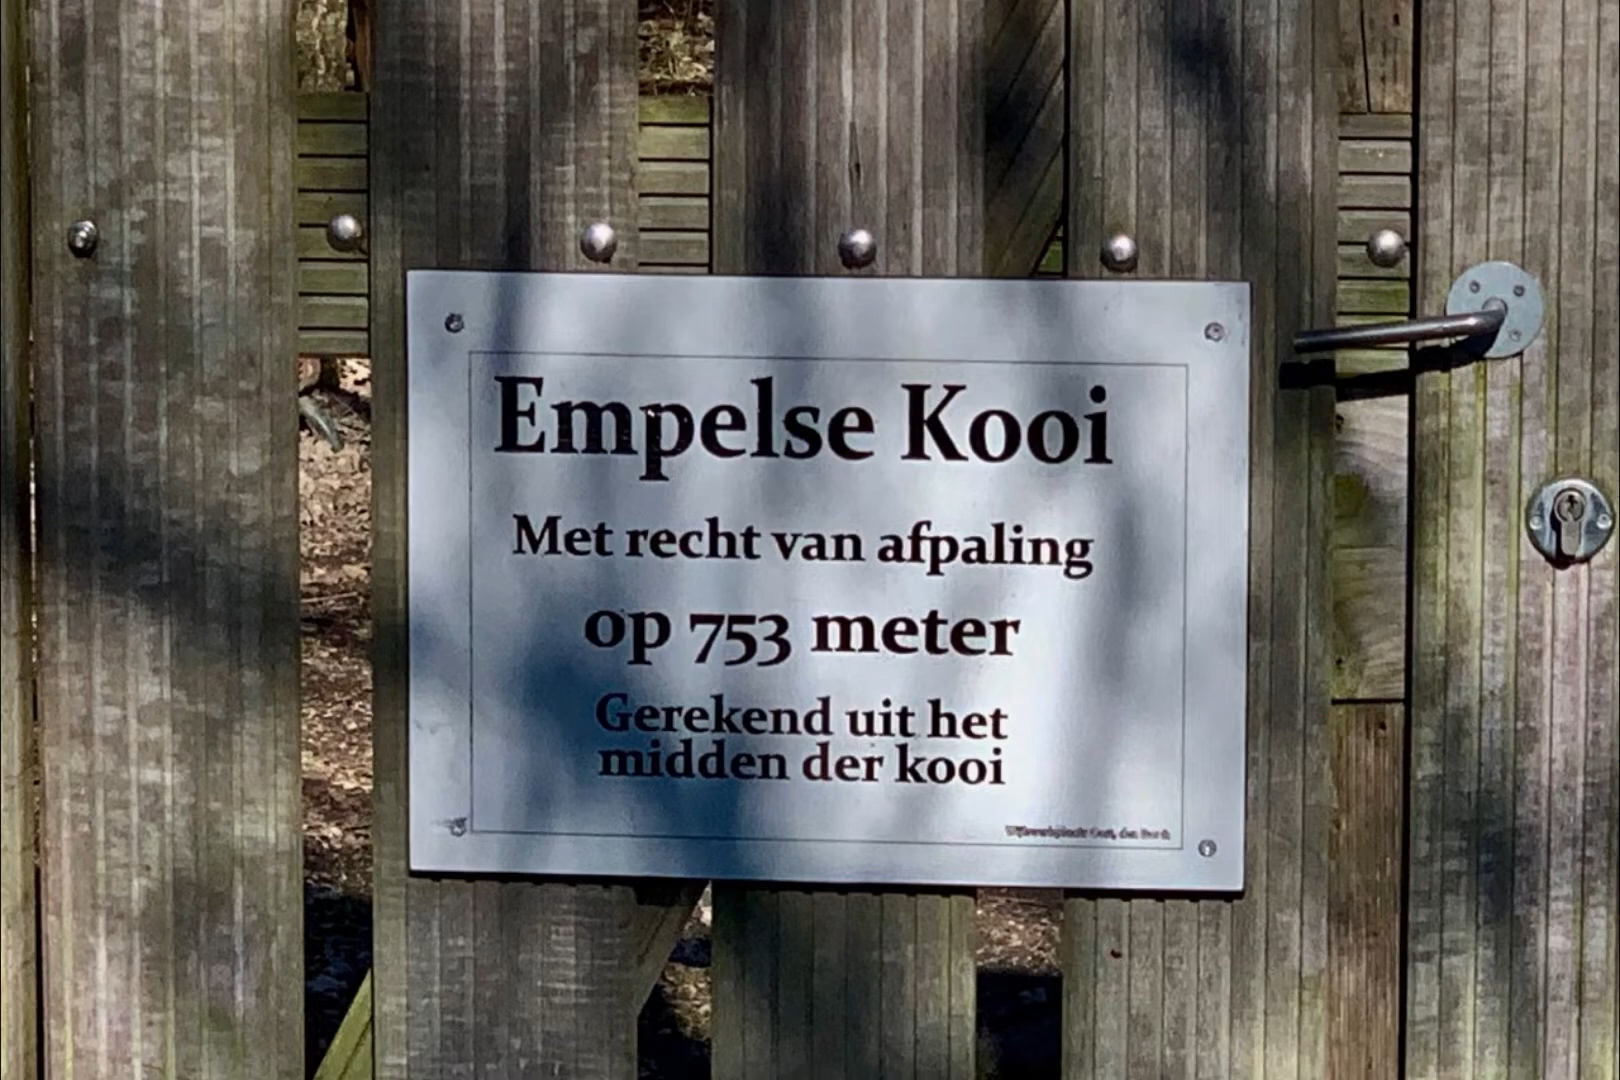 Empelse Kooi
Met recht van afpaling
op 753 meter
Gerekend uit het
midden der kooi